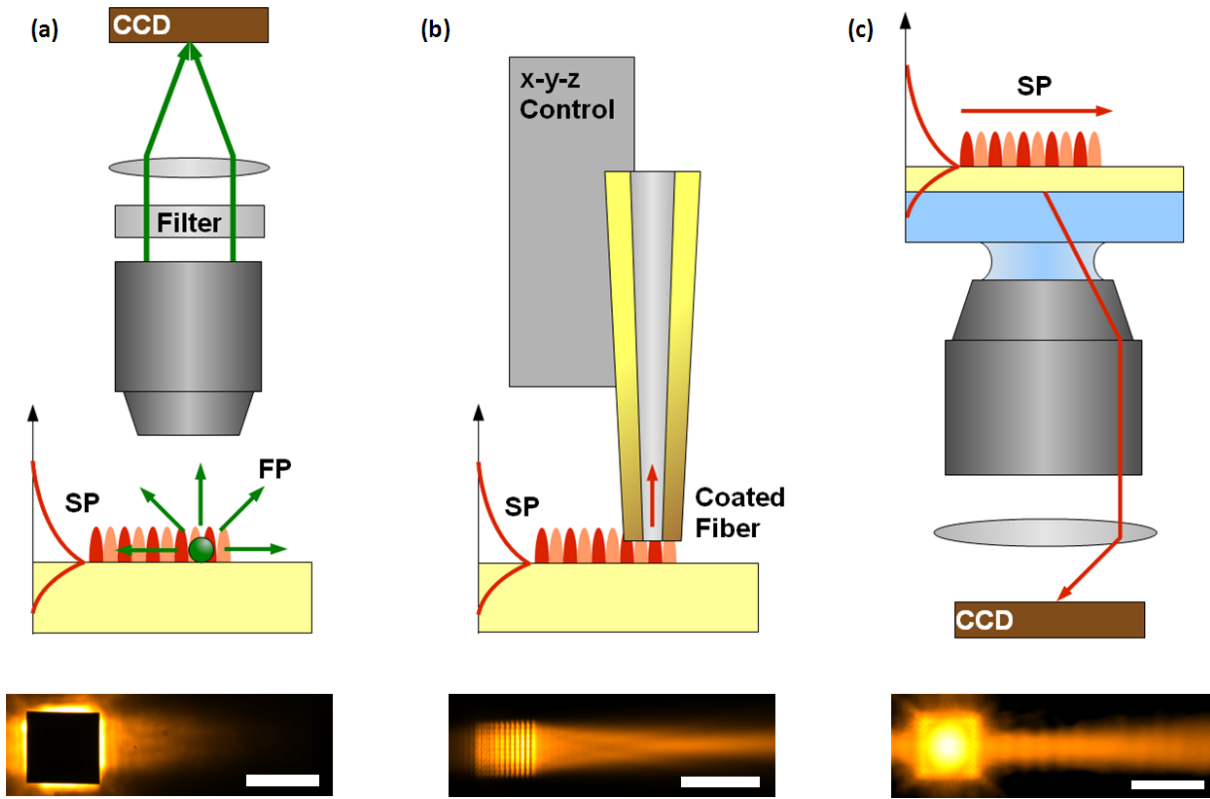 (a)
CCD
Filter
FP
SP
(b)
x-y-z
Control
SP
Coated
Fiber
(c)
SP
CCD